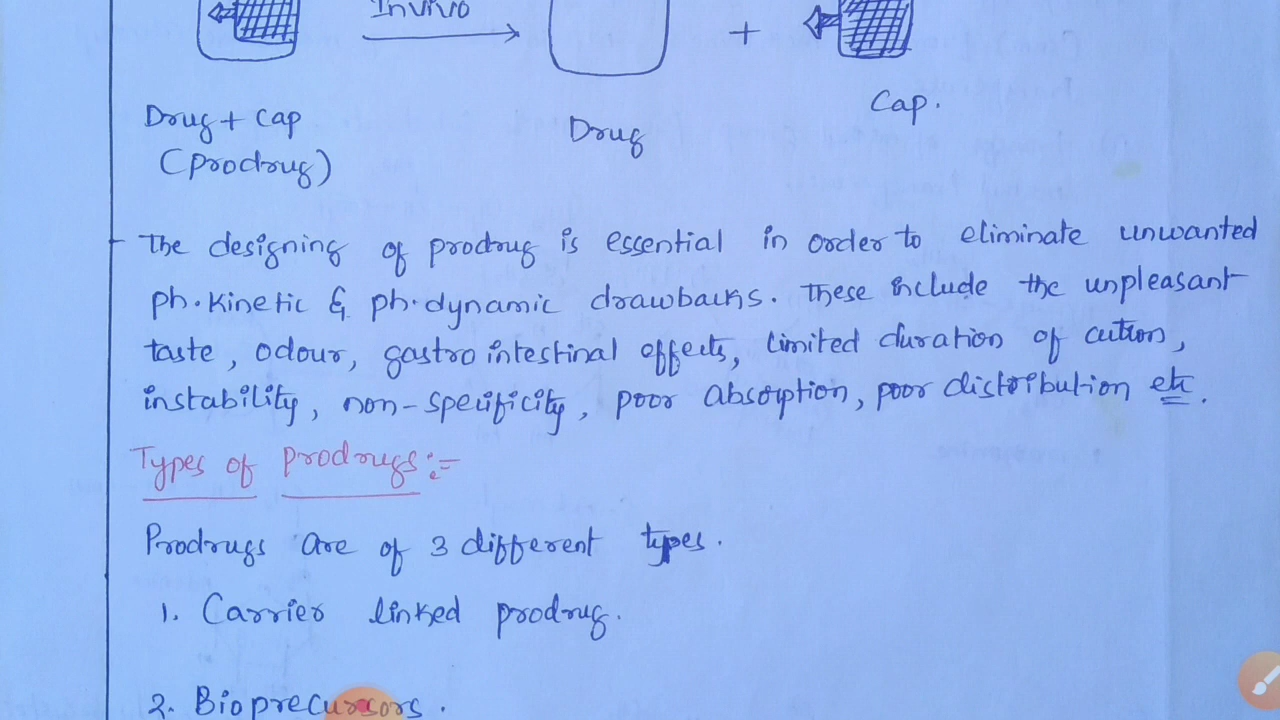 Invivo
Drug + Cap
(Prodrug)
Drug
Cap.
The designing of prodrug is essential in order to eliminate unwanted
ph.kinetic & ph.dynamic drawbacks. These include the unpleasant
taste, odour, gastrointestinal effects, limited duration of action,
instability, non-specificity, poor absorption, poor distribution etc.
Types of prodrugs:-
Prodrugs are of 3 different types.
1. Carrier linked prodrug.
2. Bioprecursors.